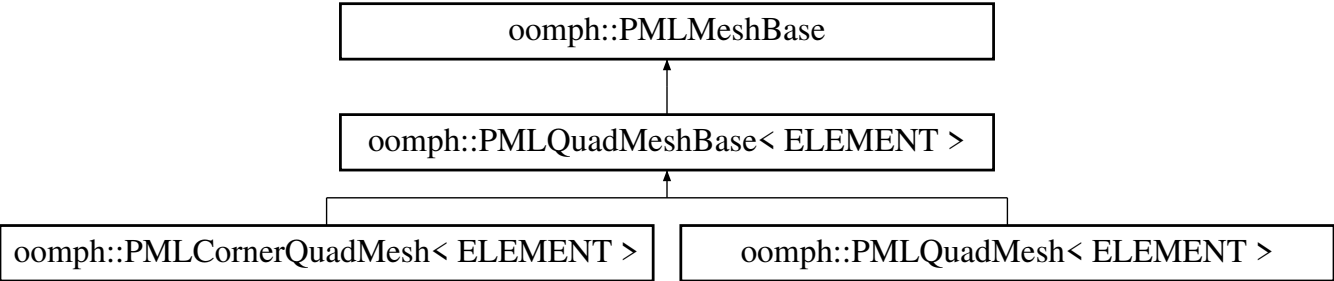 oomph::PMLMeshBase
oomph::PMLQuadMeshBase< ELEMENT >
oomph::PMLCornerQuadMesh< ELEMENT >
oomph::PMLQuadMesh< ELEMENT >